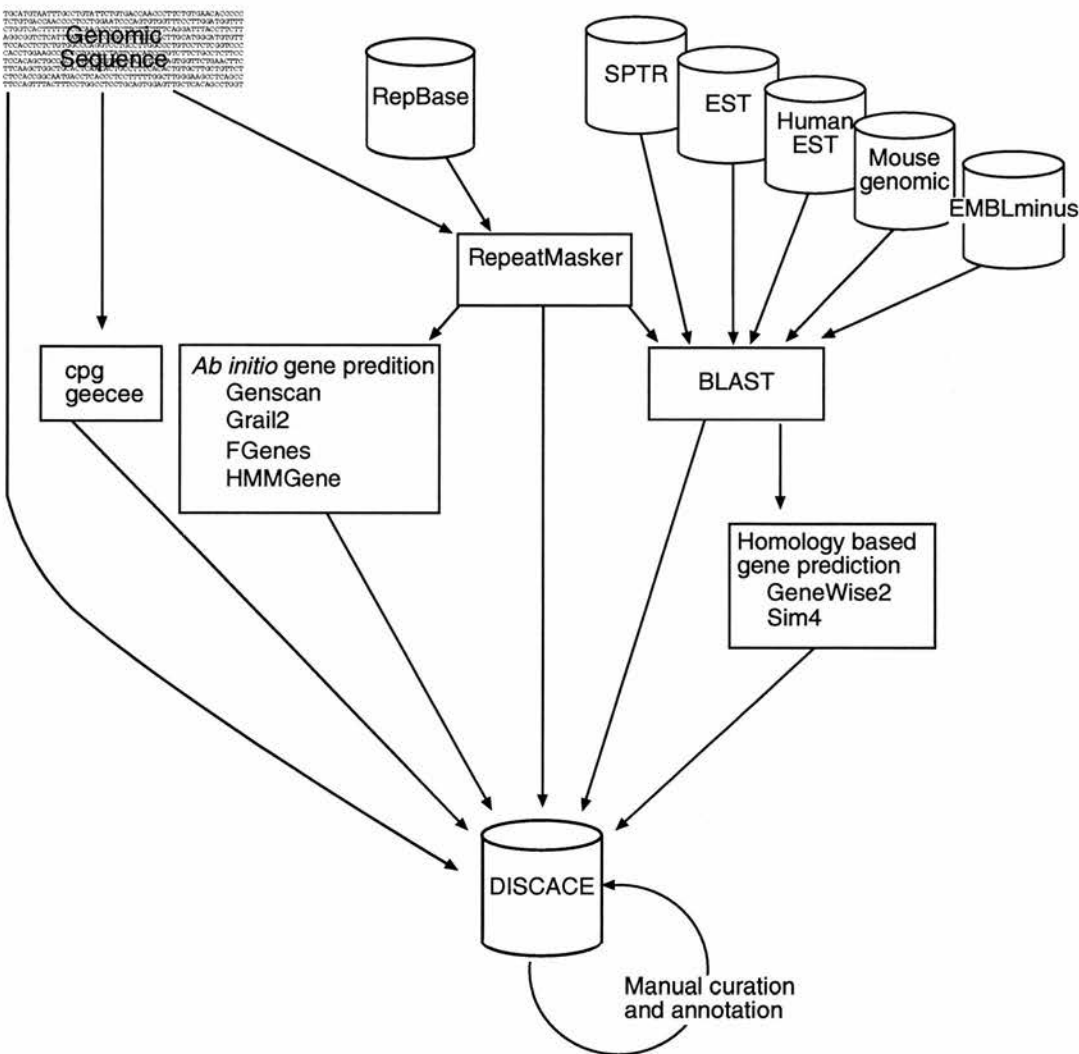 Genomic
Sequence
RepBase
SPTR
EST
Human
EST
Mouse
genomic
EMBLminus
RepeatMasker
cpg
geecee
Ab initio gene predition
Genscan
Grail2
FGenes
HMMGene
BLAST
Homology based
gene prediction
GeneWise2
Sim4
DISCACE
Manual curation
and annotation